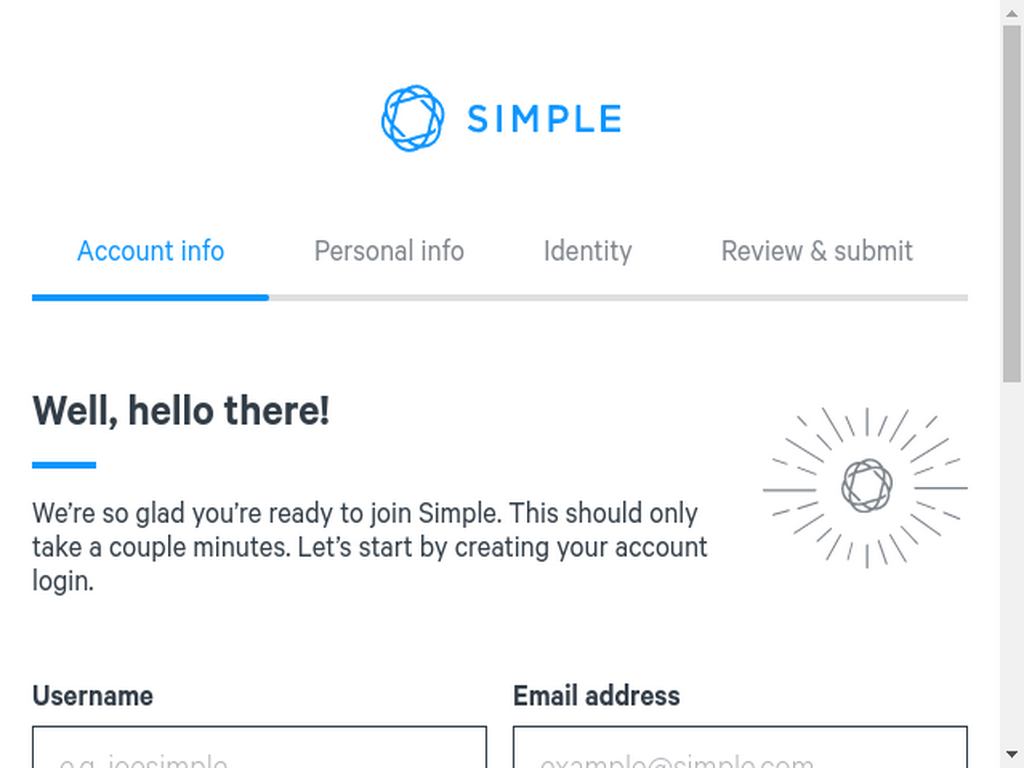 SIMPLE
Account info
Personal info
Identity
Review & submit
Well, hello there!
We’re so glad you’re ready to join Simple. This should only
take a couple minutes. Let’s start by creating your account
login.
Username
Email address
e.g. joesimple
example@simple.com